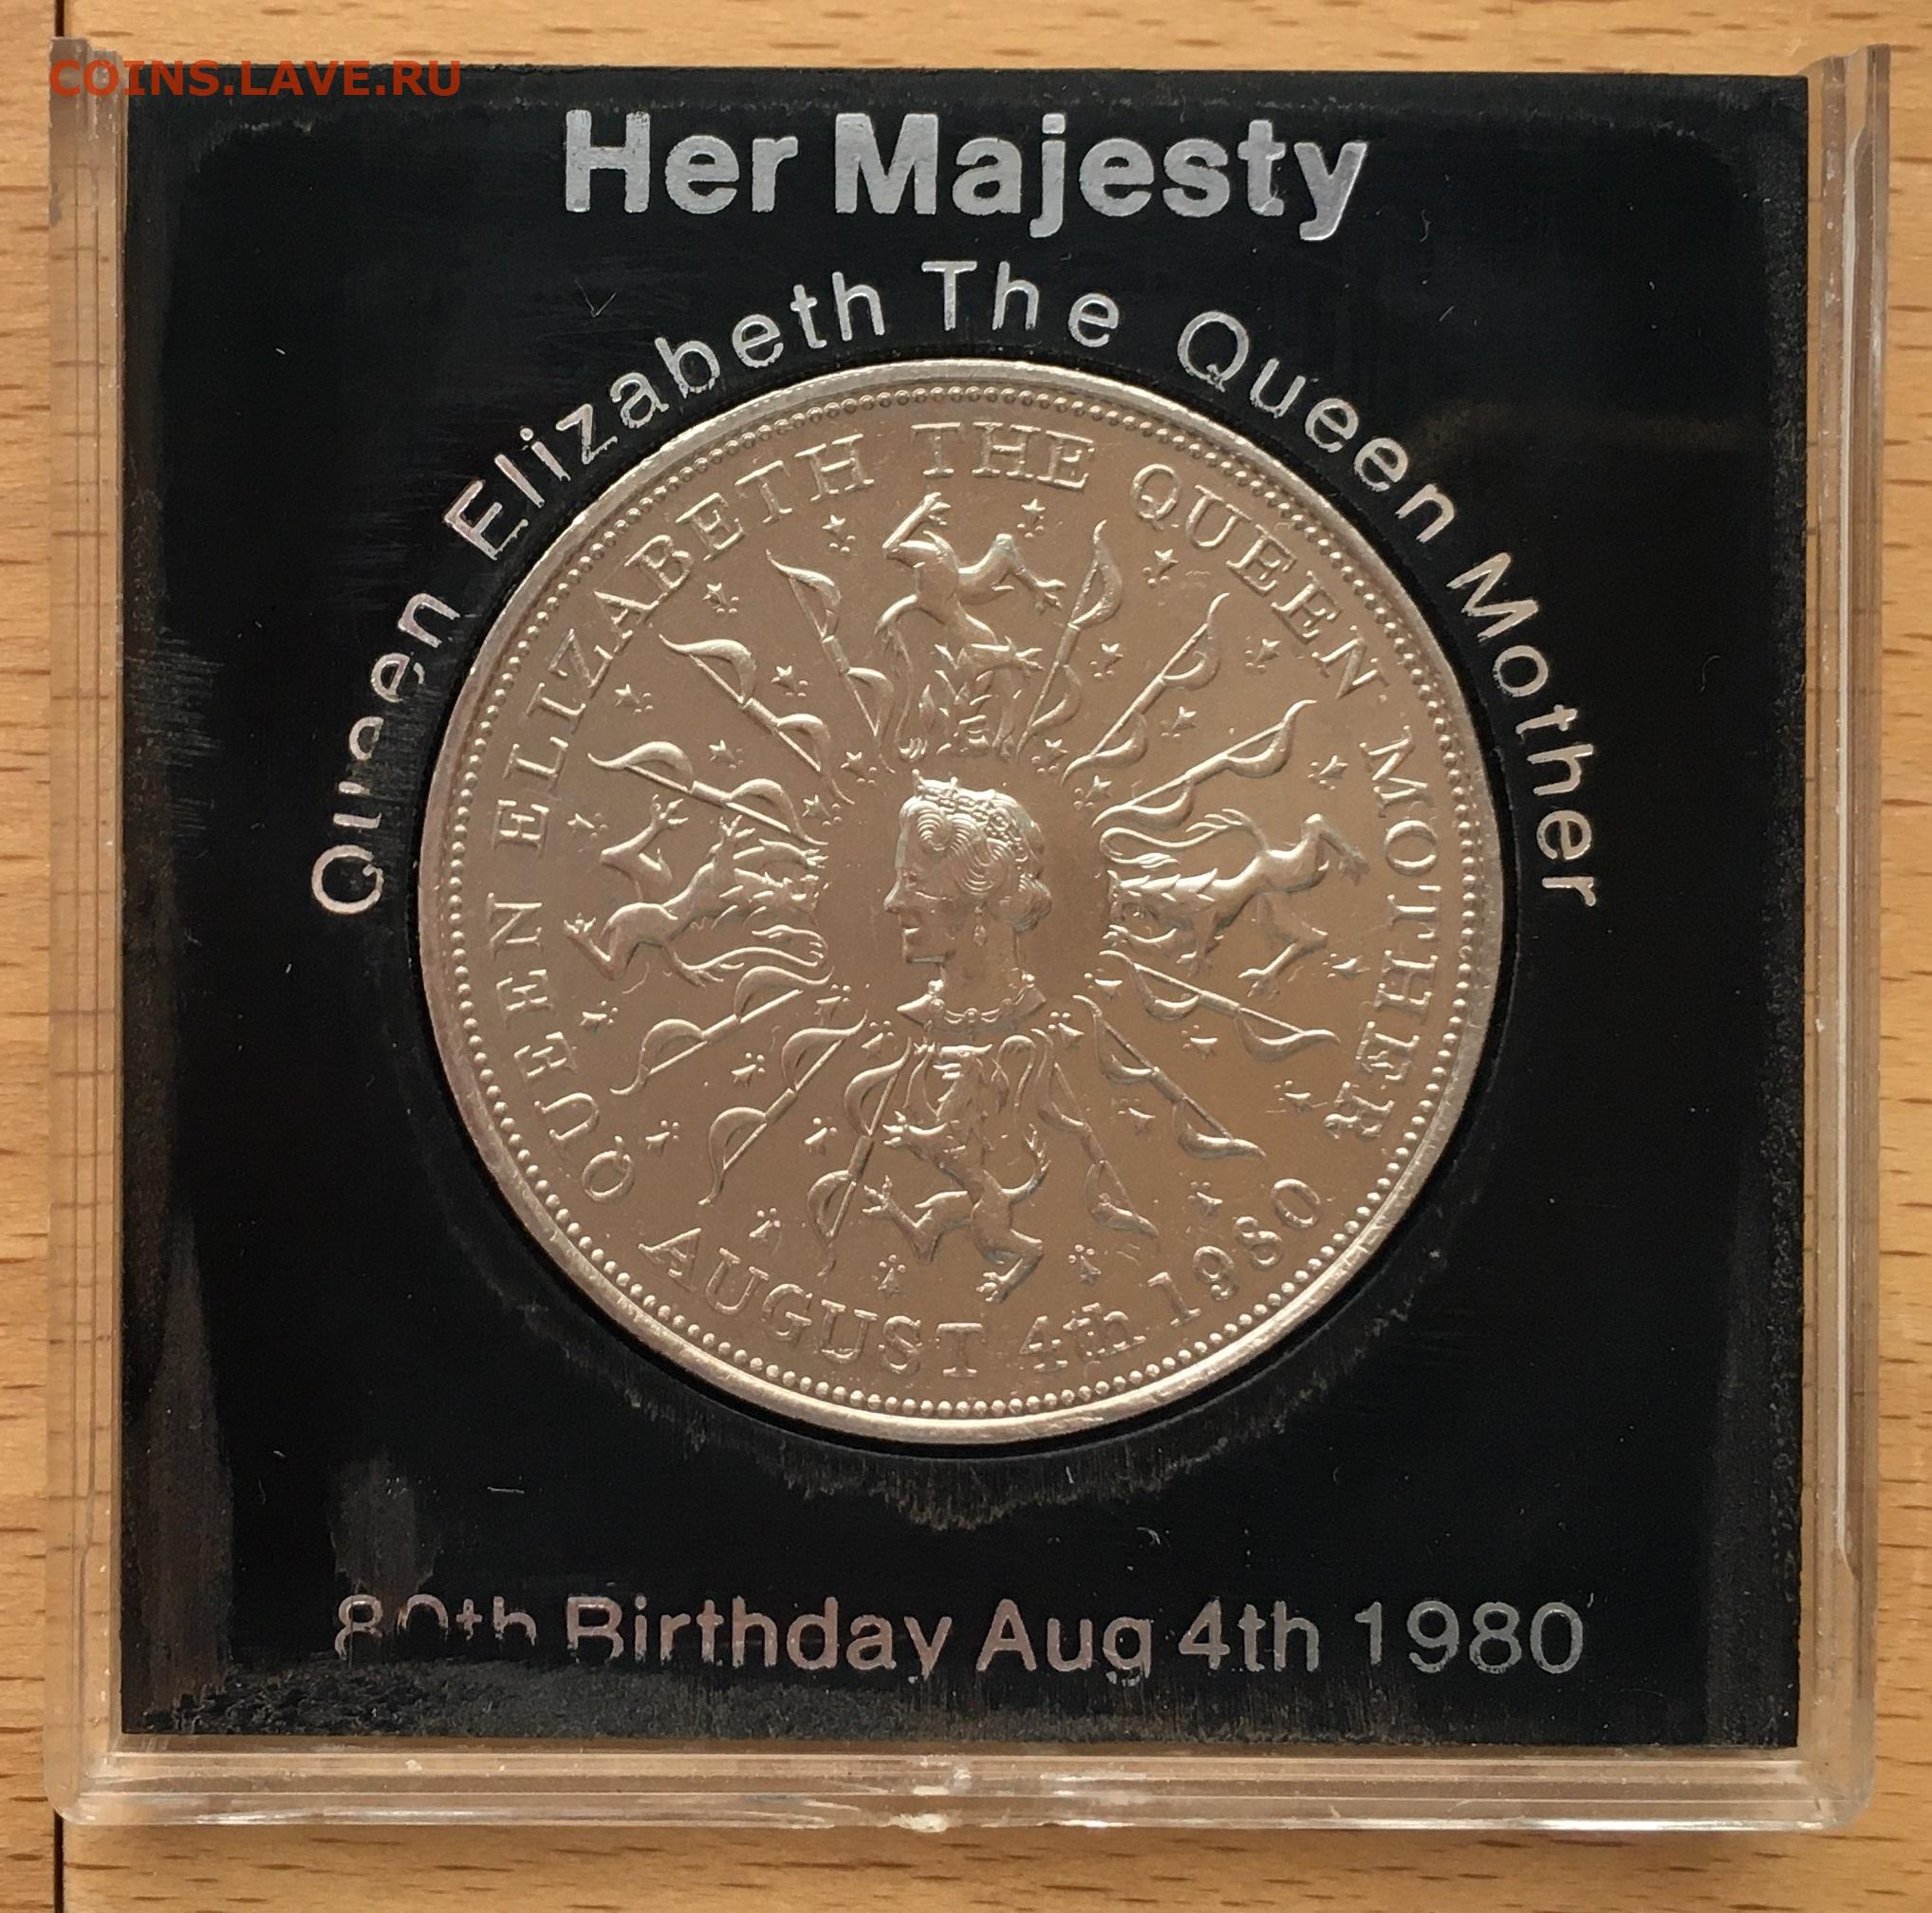 COINS.LAVE.RU
Her Majesty
Queen Elizabeth The Queen Mother
QUEEN ELIZABETH THE QUEEN MOTHER
AUGUST 4th 1980
80th Birthday Aug 4th 1980